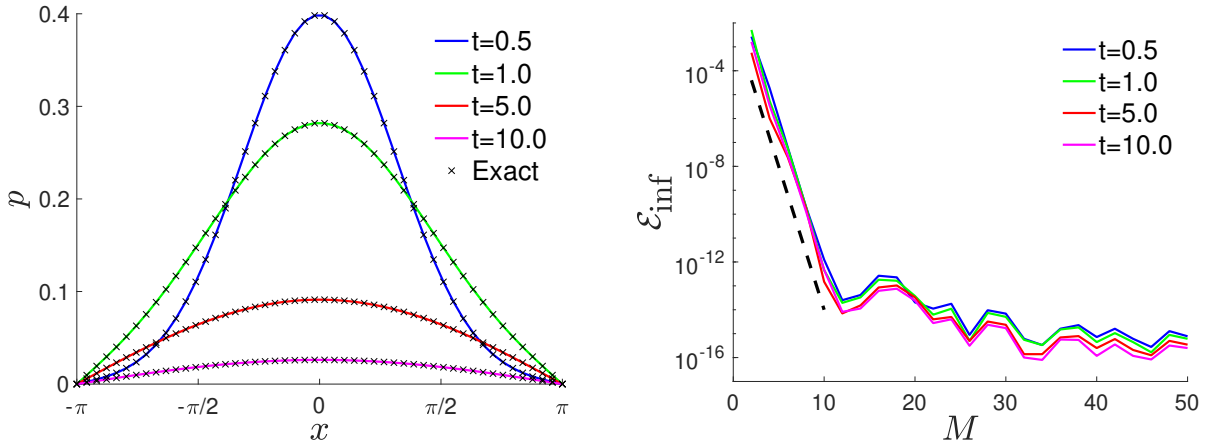 0.4
0.3
0.2
0.1
0
p
-π
-π/2
0
π/2
π
x
t=0.5
t=1.0
t=5.0
t=10.0
Exact
10⁻⁴
10⁻⁸
10⁻¹²
10⁻¹⁶
ℰ_inf
0
10
20
30
40
50
M
t=0.5
t=1.0
t=5.0
t=10.0